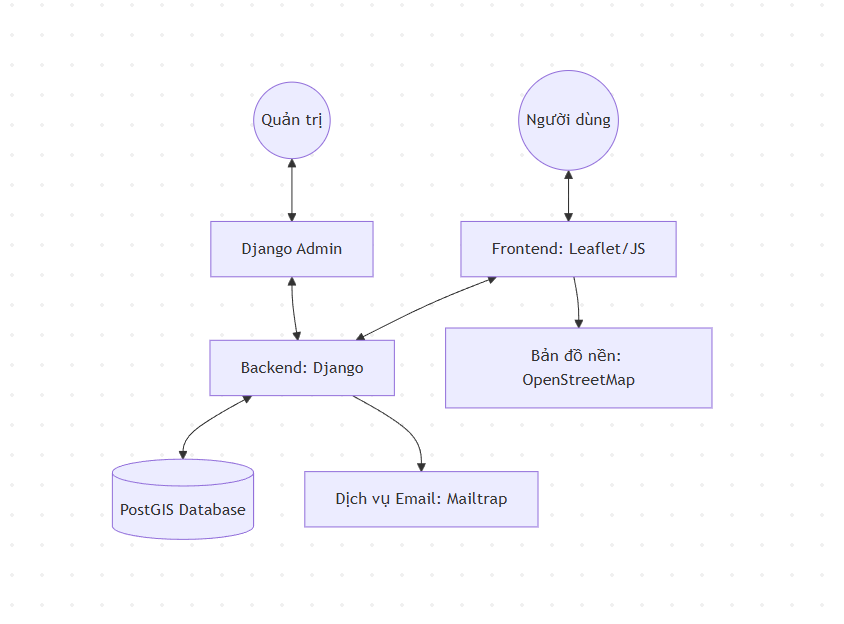 Quản trị
Người dùng
Django Admin
Frontend: Leaflet/JS
Bản đồ nền:
OpenStreetMap
Backend: Django
PostGIS Database
Dịch vụ Email: Mailtrap